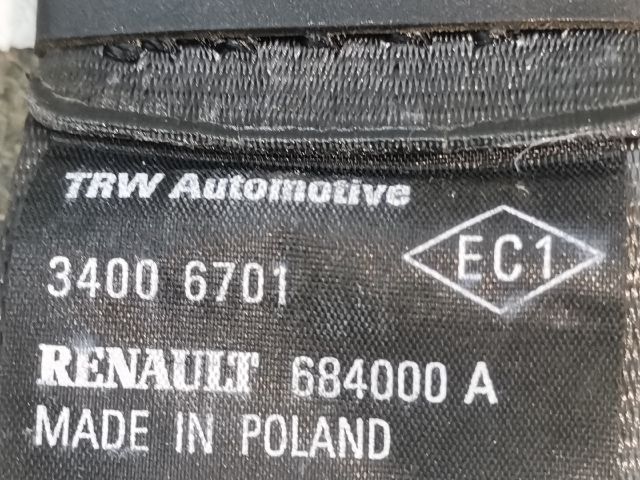 TRW Automotive
EC1
3400 6701
RENAULT 684000 A
MADE IN POLAND